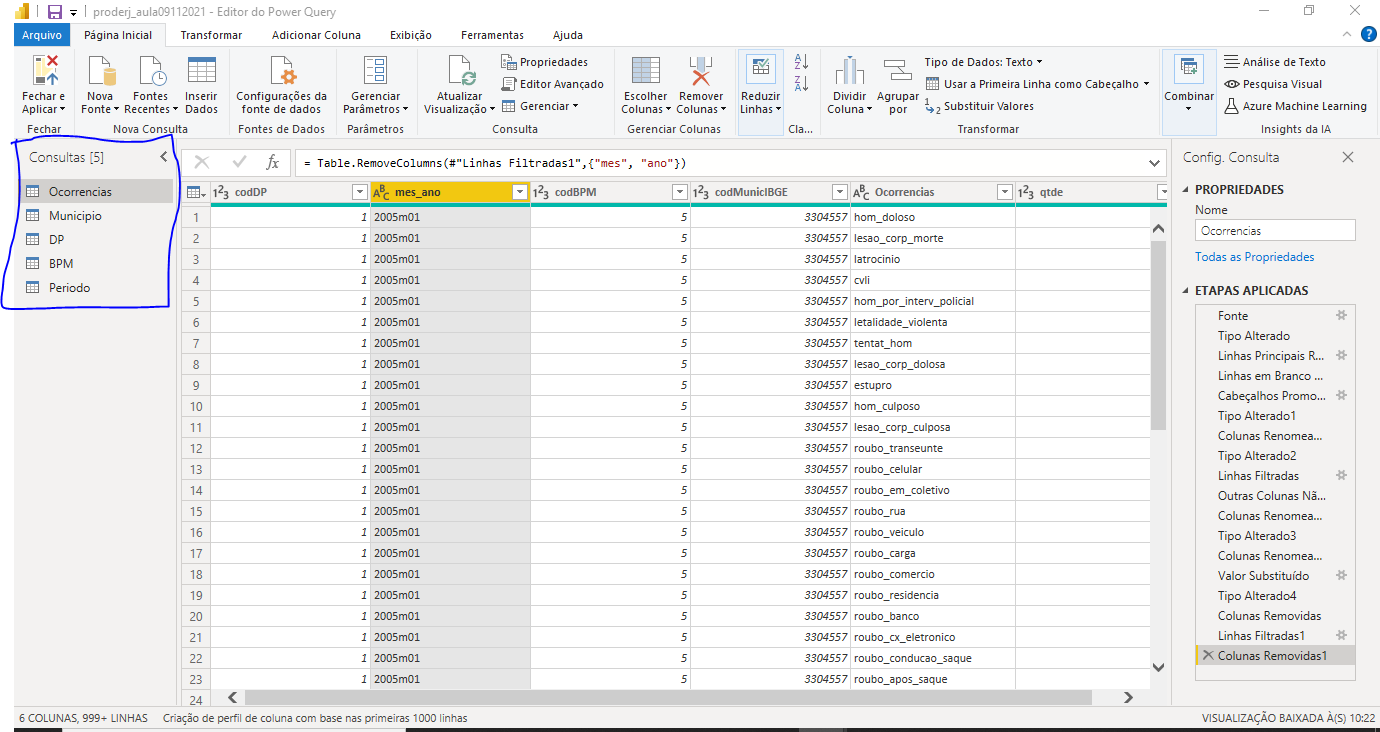 proderj_aula09112021 - Editor do Power Query
Arquivo Página Inicial Transformar Adicionar Coluna Exibição Ferramentas Ajuda
Fechar e Aplicar
Fechar
Nova Fonte
Fontes Recentes
Inserir Dados
Nova Consulta
Configurações da fonte de dados
Fontes de Dados
Gerenciar Parâmetros
Parâmetros
Atualizar Visualização
Propriedades
Editor Avançado
Gerenciar
Consulta
Escolher Colunas
Remover Colunas
Gerenciar Colunas
Reduzir Linhas
Cla...
Dividir Coluna
Agrupar por
Tipo de Dados: Texto
Usar a Primeira Linha como Cabeçalho
Substituir Valores
Transformar
Combinar
Análise de Texto
Pesquisa Visual
Azure Machine Learning
Insights da IA
Consultas [5]
Ocorrencias
Municipio
DP
BPM
Periodo
= Table.RemoveColumns(#"Linhas Filtradas1",{"mes", "ano"})
codDP mes_ano codBPM codMunicIBGE Ocorrencias qtde
1 1 2005m01 5 3304557 hom_doloso
2 1 2005m01 5 3304557 lesao_corp_morte
3 1 2005m01 5 3304557 latrocinio
4 1 2005m01 5 3304557 cvli
5 1 2005m01 5 3304557 hom_por_interv_policial
6 1 2005m01 5 3304557 letalidade_violenta
7 1 2005m01 5 3304557 tentat_hom
8 1 2005m01 5 3304557 lesao_corp_dolosa
9 1 2005m01 5 3304557 estupro
10 1 2005m01 5 3304557 hom_culposo
11 1 2005m01 5 3304557 lesao_corp_culposa
12 1 2005m01 5 3304557 roubo_transeunte
13 1 2005m01 5 3304557 roubo_celular
14 1 2005m01 5 3304557 roubo_em_coletivo
15 1 2005m01 5 3304557 roubo_rua
16 1 2005m01 5 3304557 roubo_veiculo
17 1 2005m01 5 3304557 roubo_carga
18 1 2005m01 5 3304557 roubo_comercio
19 1 2005m01 5 3304557 roubo_residencia
20 1 2005m01 5 3304557 roubo_banco
21 1 2005m01 5 3304557 roubo_cx_eletronico
22 1 2005m01 5 3304557 roubo_conducao_saque
23 1 2005m01 5 3304557 roubo_apos_saque
24
Config. Consulta
PROPRIEDADES
Nome
Ocorrencias
Todas as Propriedades
ETAPAS APLICADAS
Fonte
Tipo Alterado
Linhas Principais R...
Linhas em Branco ...
Cabeçalhos Promo...
Tipo Alterado1
Colunas Renomea...
Tipo Alterado2
Linhas Filtradas
Outras Colunas Nã...
Colunas Renomea...
Tipo Alterado3
Colunas Renomea...
Valor Substituído
Tipo Alterado4
Colunas Removidas
Linhas Filtradas1
Colunas Removidas1
6 COLUNAS, 999+ LINHAS Criação de perfil de coluna com base nas primeiras 1000 linhas VISUALIZAÇÃO BAIXADA À(S) 10:22